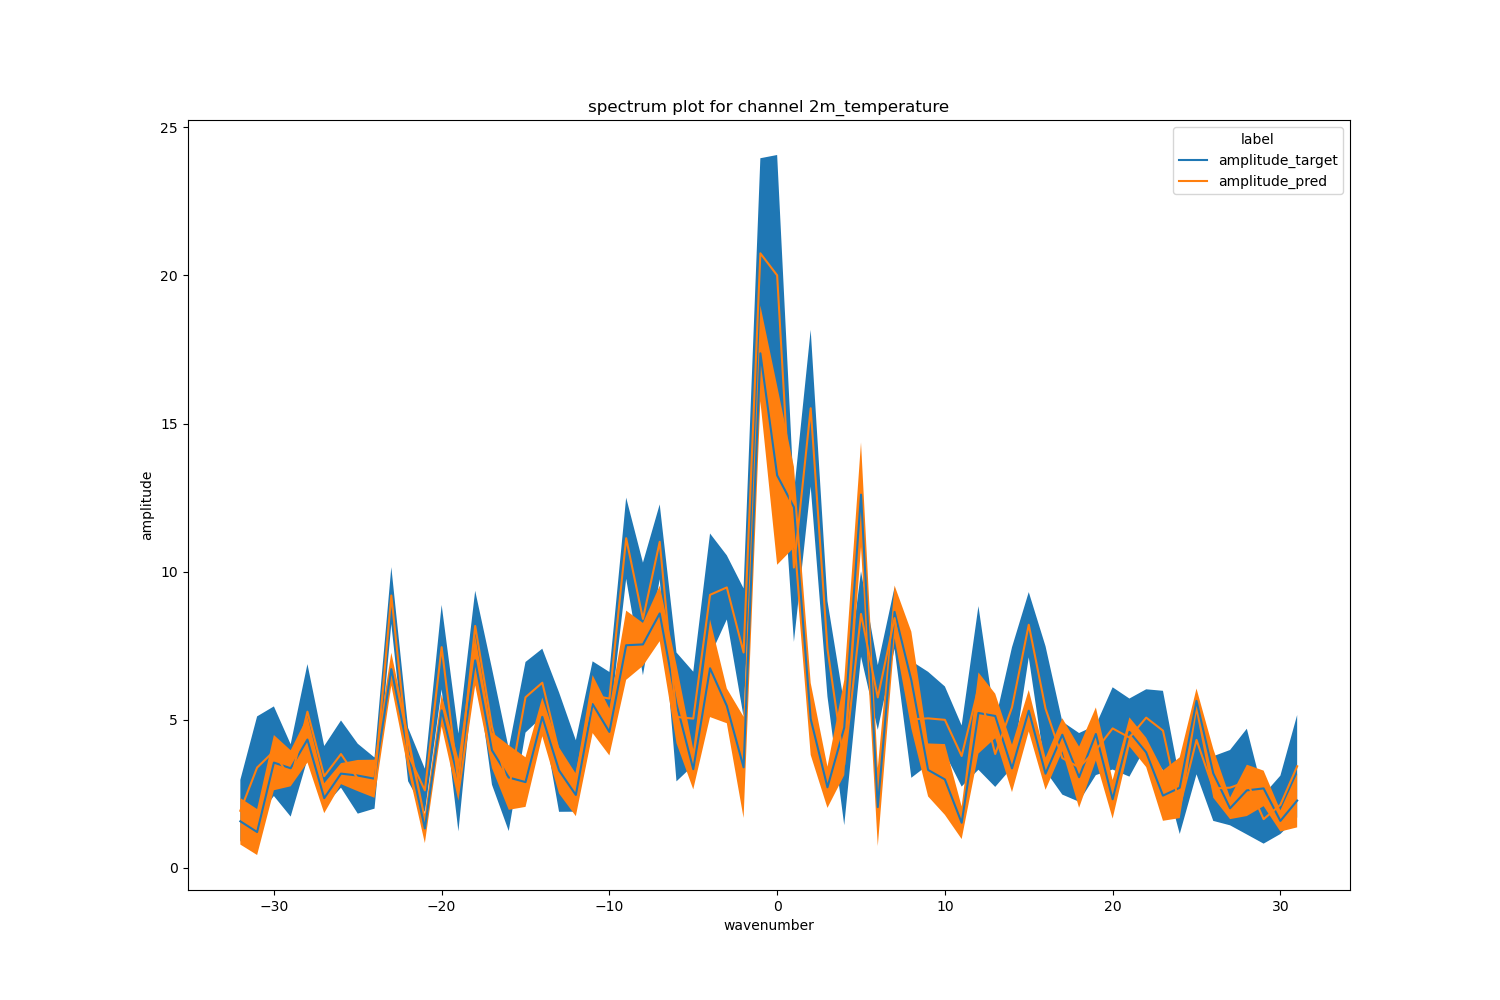 spectrum plot for channel 2m_temperature
label
amplitude_target
amplitude_pred
25
20
15
10
5
0
amplitude
−30
−20
−10
0
10
20
30
wavenumber